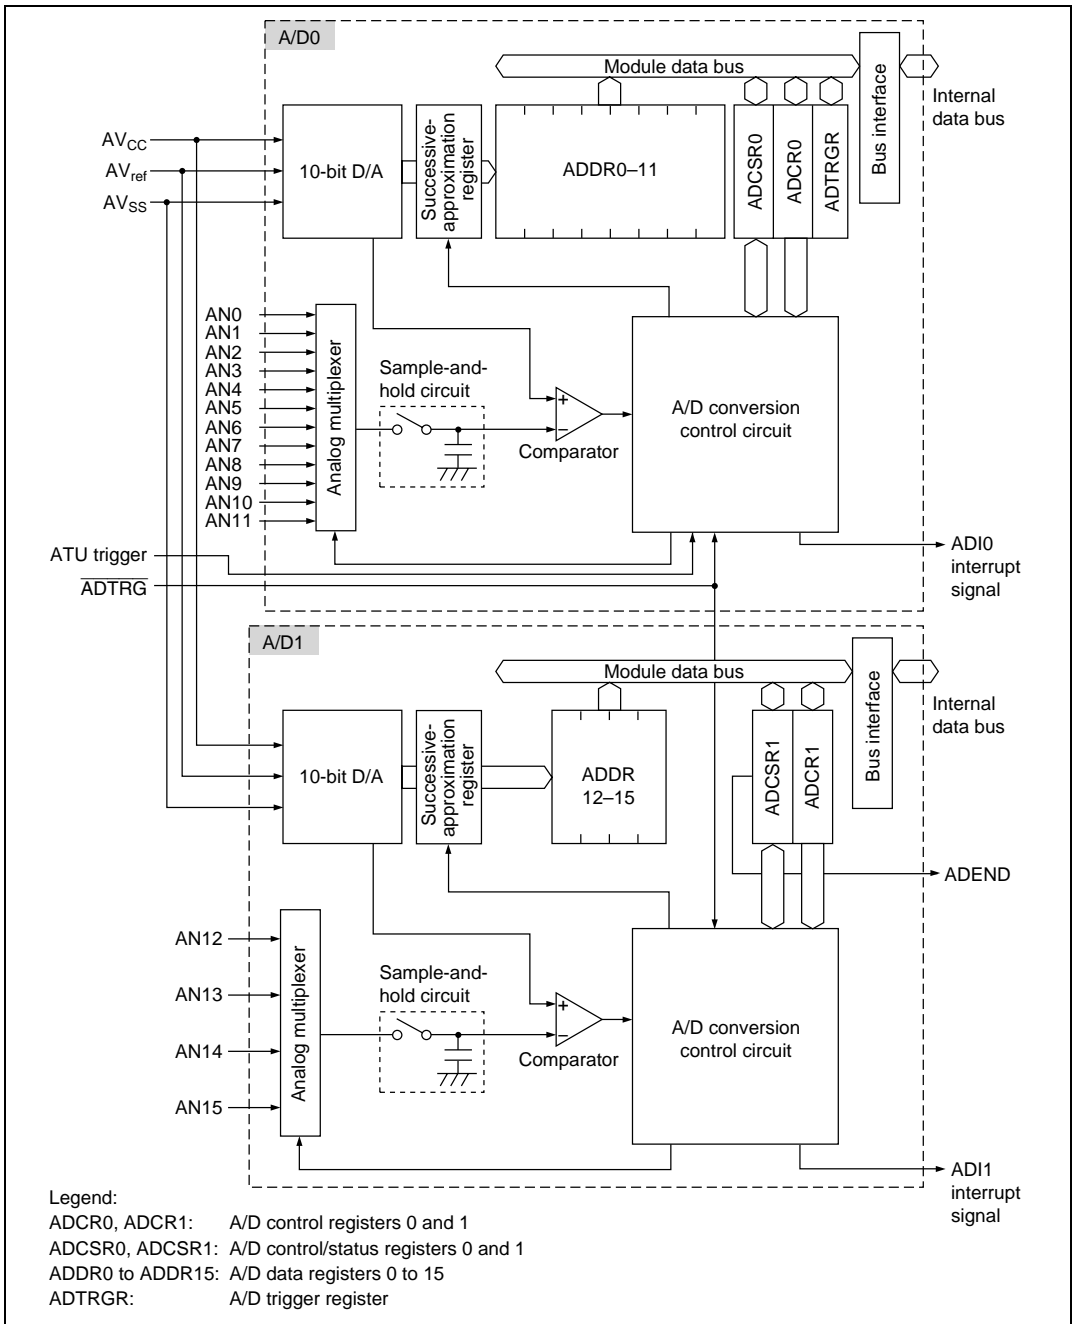 A/D0
Module data bus
Bus interface
Internal
data bus
AVCC
AVref
AVSS
10-bit D/A
Successive-
approximation
register
ADDR0–11
ADCSR0
ADCR0
ADTRGR
AN0
AN1
AN2
AN3
AN4
AN5
AN6
AN7
AN8
AN9
AN10
AN11
Analog multiplexer
Sample-and-
hold circuit
+
−
Comparator
A/D conversion
control circuit
ATU trigger
ADTRG
ADI0
interrupt
signal
A/D1
Module data bus
Bus interface
Internal
data bus
10-bit D/A
Successive-
approximation
register
ADDR
12–15
ADCSR1
ADCR1
ADEND
AN12
AN13
AN14
AN15
Analog multiplexer
Sample-and-
hold circuit
+
−
Comparator
A/D conversion
control circuit
ADI1
interrupt
signal
Legend:
ADCR0, ADCR1: A/D control registers 0 and 1
ADCSR0, ADCSR1: A/D control/status registers 0 and 1
ADDR0 to ADDR15: A/D data registers 0 to 15
ADTRGR: A/D trigger register